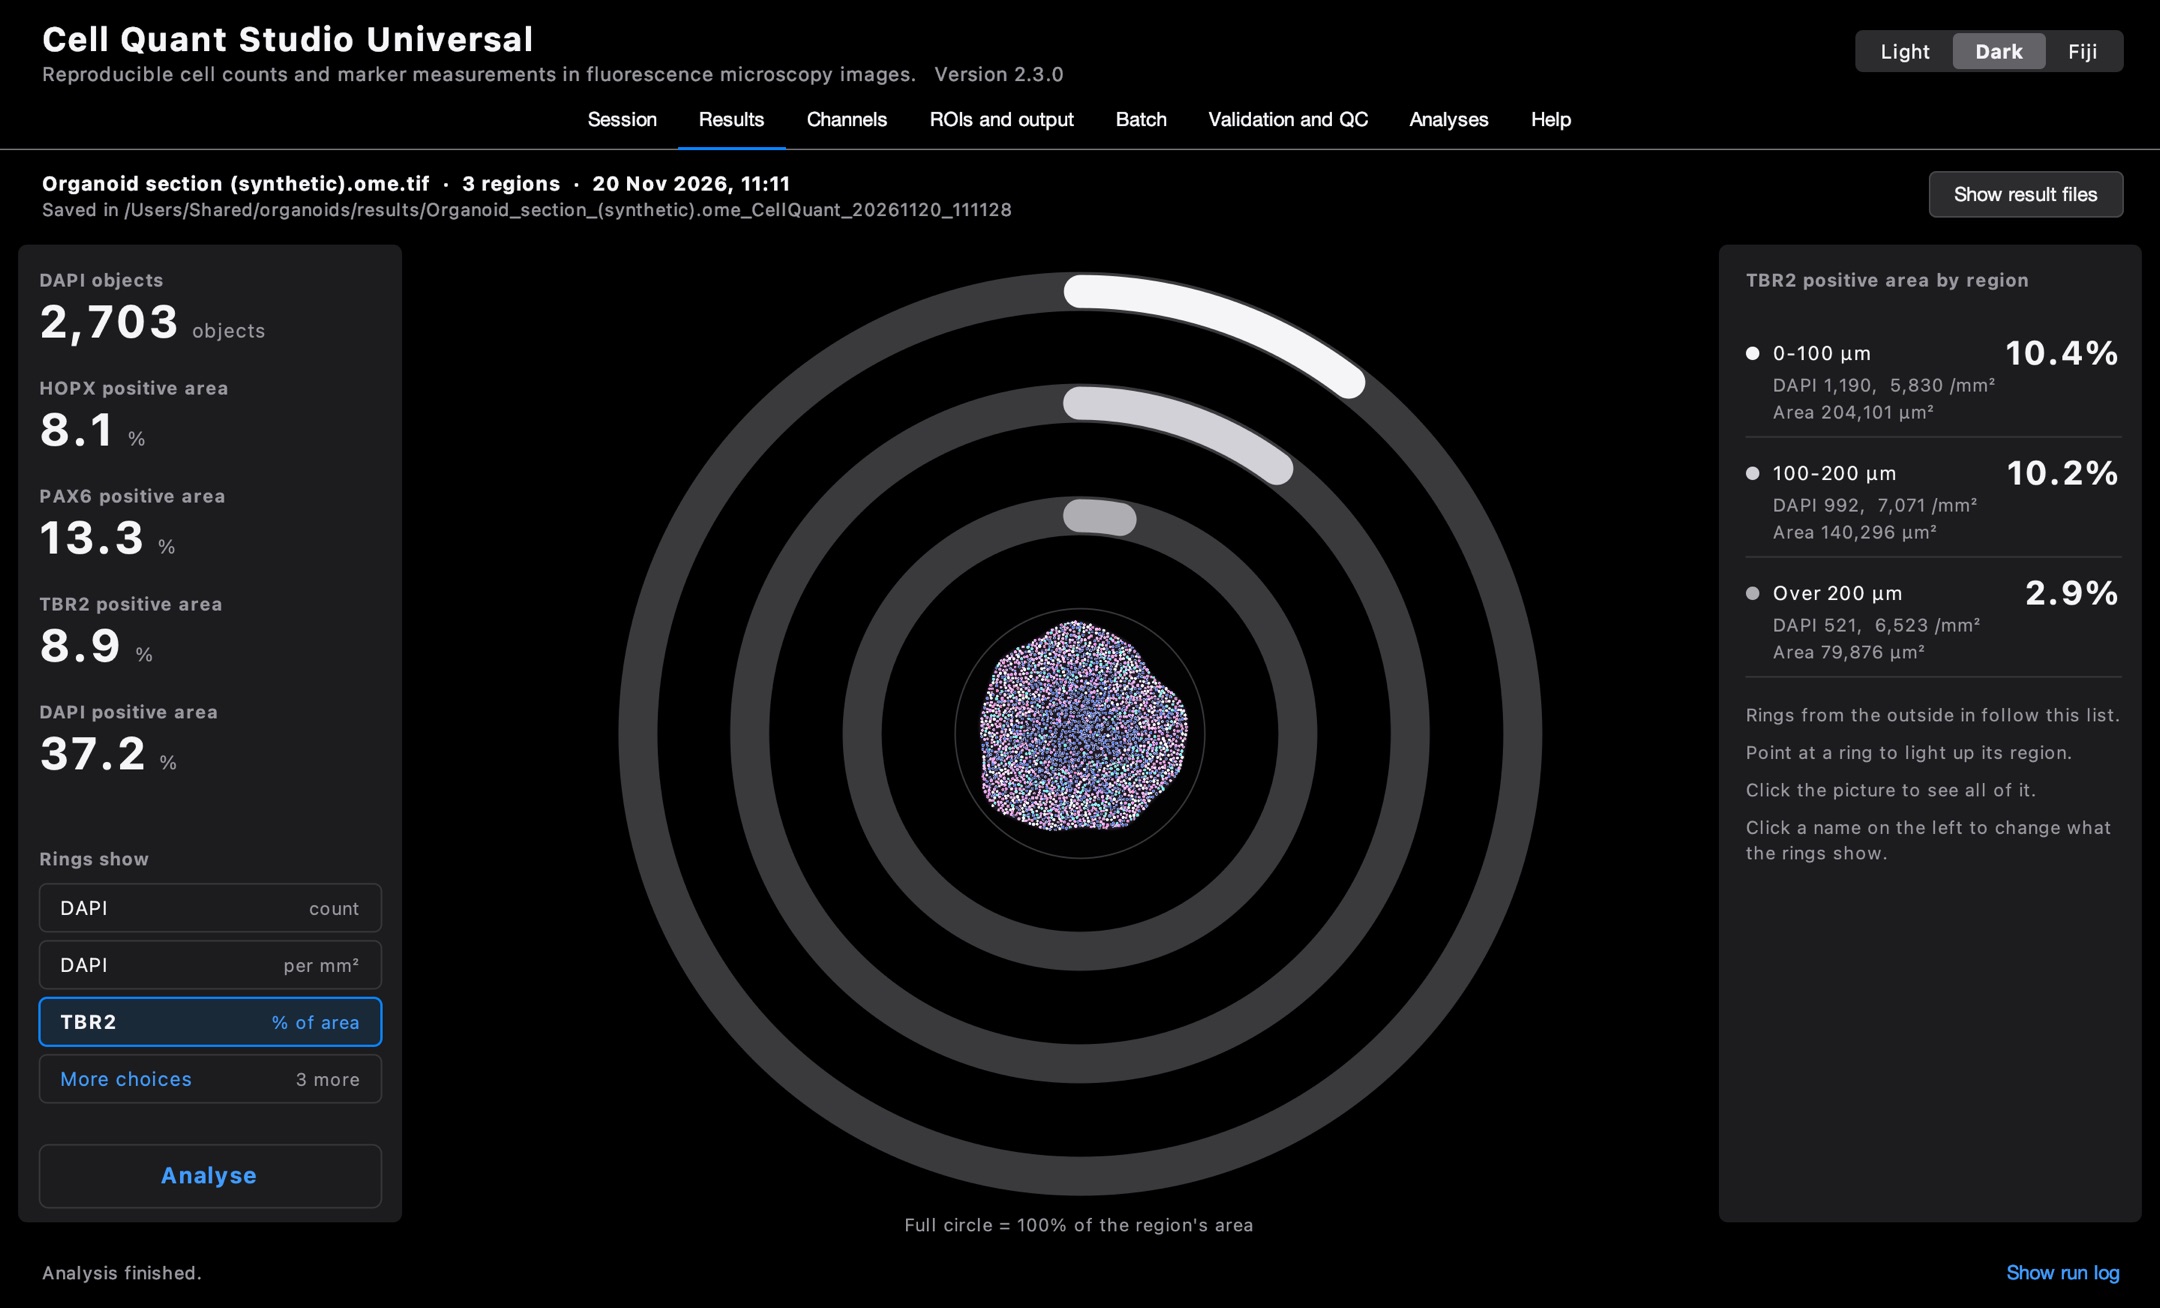 Cell Quant Studio Universal
Reproducible cell counts and marker measurements in fluorescence microscopy images. Version 2.3.0
Light Dark Fiji
Session Results Channels ROIs and output Batch Validation and QC Analyses Help
Organoid section (synthetic).ome.tif · 3 regions · 20 Nov 2026, 11:11
Saved in /Users/Shared/organoids/results/Organoid_section_(synthetic).ome_CellQuant_20261120_111128
Show result files
DAPI objects
2,703 objects
HOPX positive area
8.1 %
PAX6 positive area
13.3 %
TBR2 positive area
8.9 %
DAPI positive area
37.2 %
Rings show
DAPI count
DAPI per mm²
TBR2 % of area
More choices 3 more
Analyse
Full circle = 100% of the region's area
TBR2 positive area by region
0-100 µm 10.4%
DAPI 1,190, 5,830 /mm²
Area 204,101 µm²
100-200 µm 10.2%
DAPI 992, 7,071 /mm²
Area 140,296 µm²
Over 200 µm 2.9%
DAPI 521, 6,523 /mm²
Area 79,876 µm²
Rings from the outside in follow this list.
Point at a ring to light up its region.
Click the picture to see all of it.
Click a name on the left to change what
the rings show.
Analysis finished.
Show run log